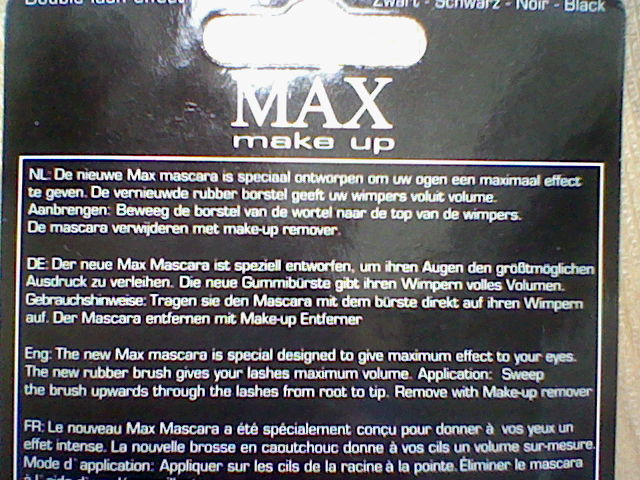 Double lash effect
Zwart - Schwarz - Noir - Black
MAX
make up
NL: De nieuwe Max mascara is speciaal ontworpen om uw ogen een maximaal effect
te geven. De vernieuwde rubber borstel geeft uw wimpers voluit volume.
Aanbrengen: Beweeg de borstel van de wortel naar de top van de wimpers.
De mascara verwijderen met make-up remover.
DE: Der neue Max Mascara ist speziell entworfen, um ihren Augen den größtmöglichen
Ausdruck zu verleihen. Die neue Gummibürste gibt ihren Wimpern volles Volumen.
Gebrauchshinweise: Tragen sie den Mascara mit dem bürste direkt auf ihren Wimpern
auf. Der Mascara entfernen mit Make-up Entferner
Eng: The new Max mascara is special designed to give maximum effect to your eyes.
The new rubber brush gives your lashes maximum volume. Application: Sweep
the brush upwards through the lashes from root to tip. Remove with Make-up remover
FR: Le nouveau Max Mascara a été spécialement conçu pour donner à vos yeux un
effet intense. La nouvelle brosse en caoutchouc donne à vos cils un volume sur-mesure.
Mode d`application: Appliquer sur les cils de la racine à la pointe. Éliminer le mascara